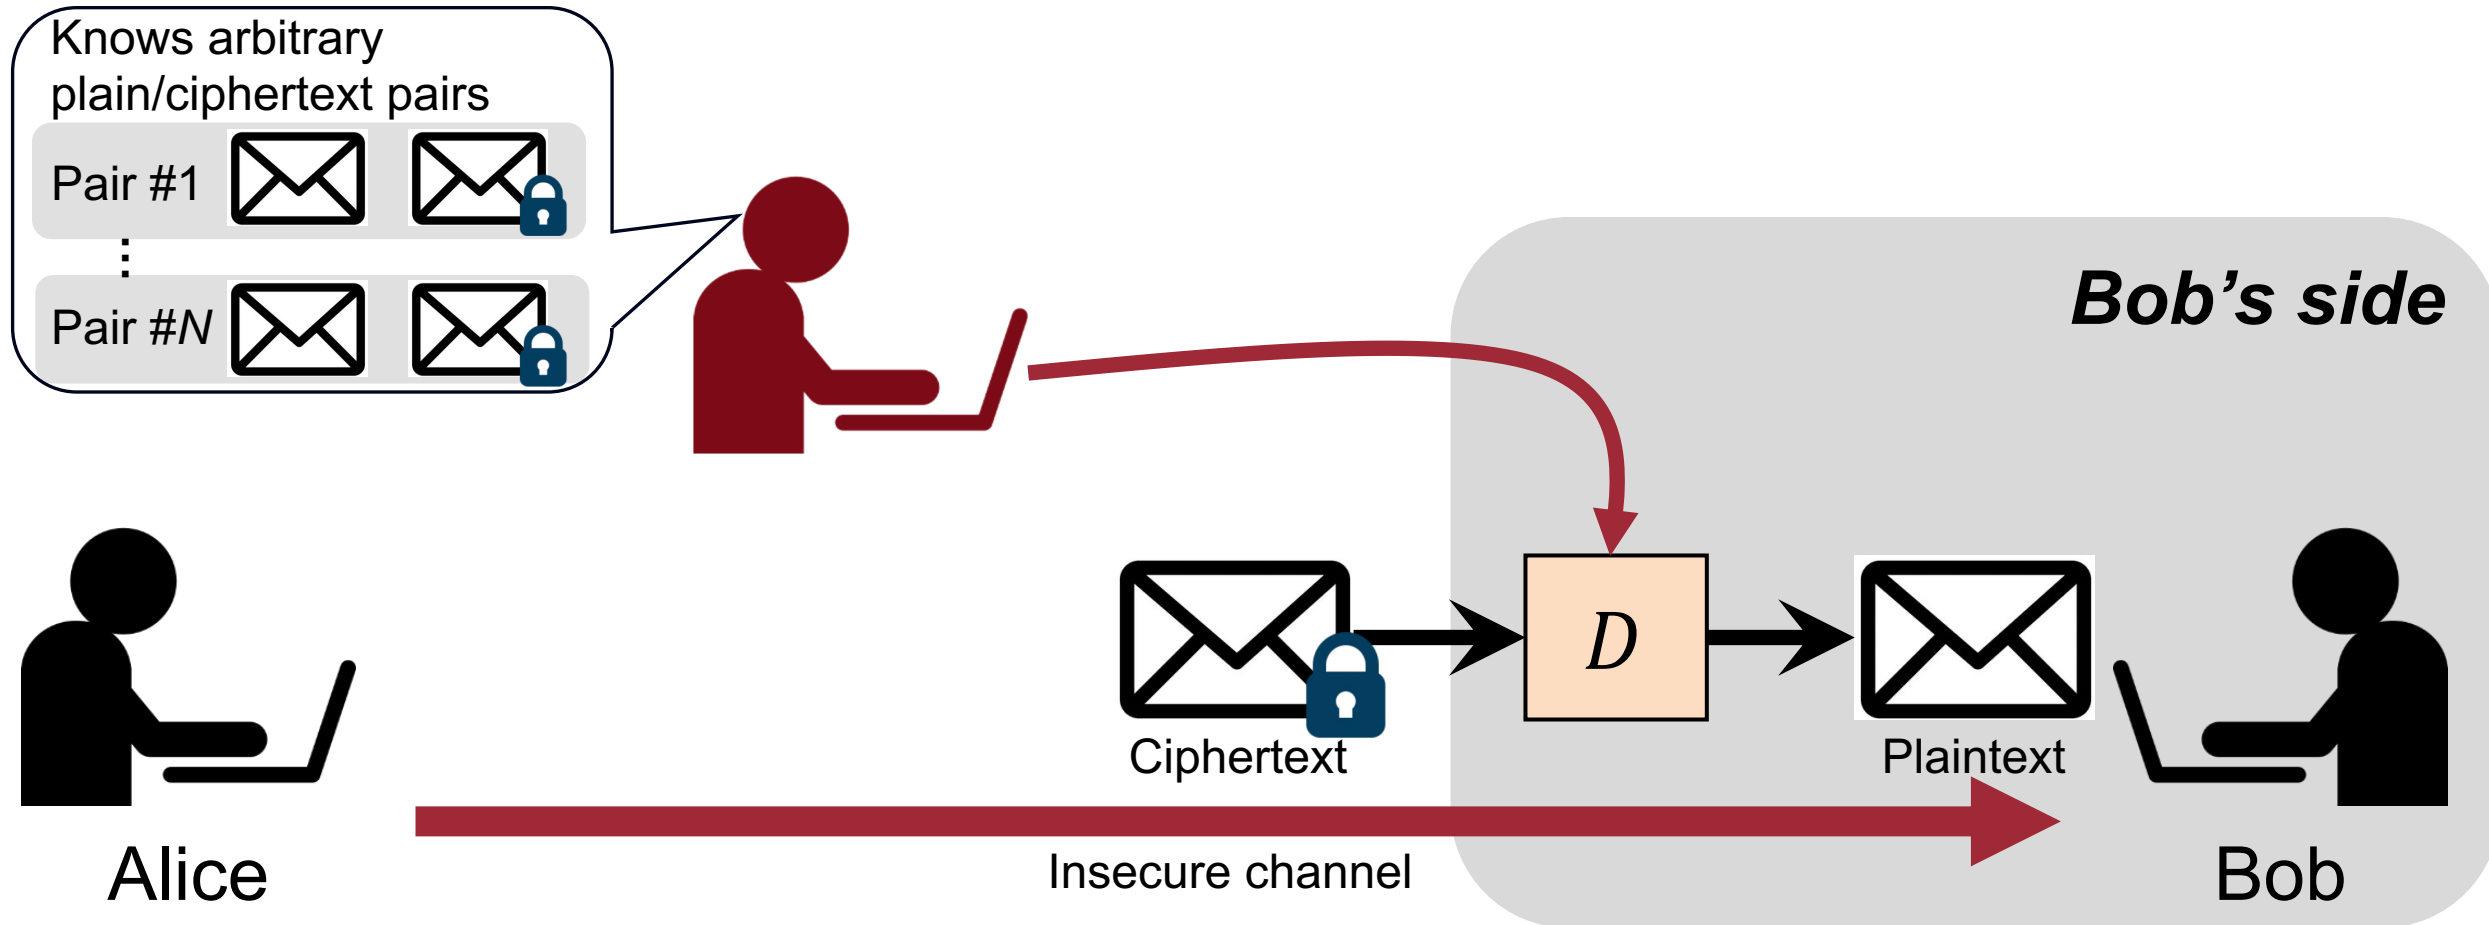 Knows arbitrary
plain/ciphertext pairs
Pair #1
Pair #N
Bob’s side
D
Ciphertext
Plaintext
Insecure channel
Alice
Bob